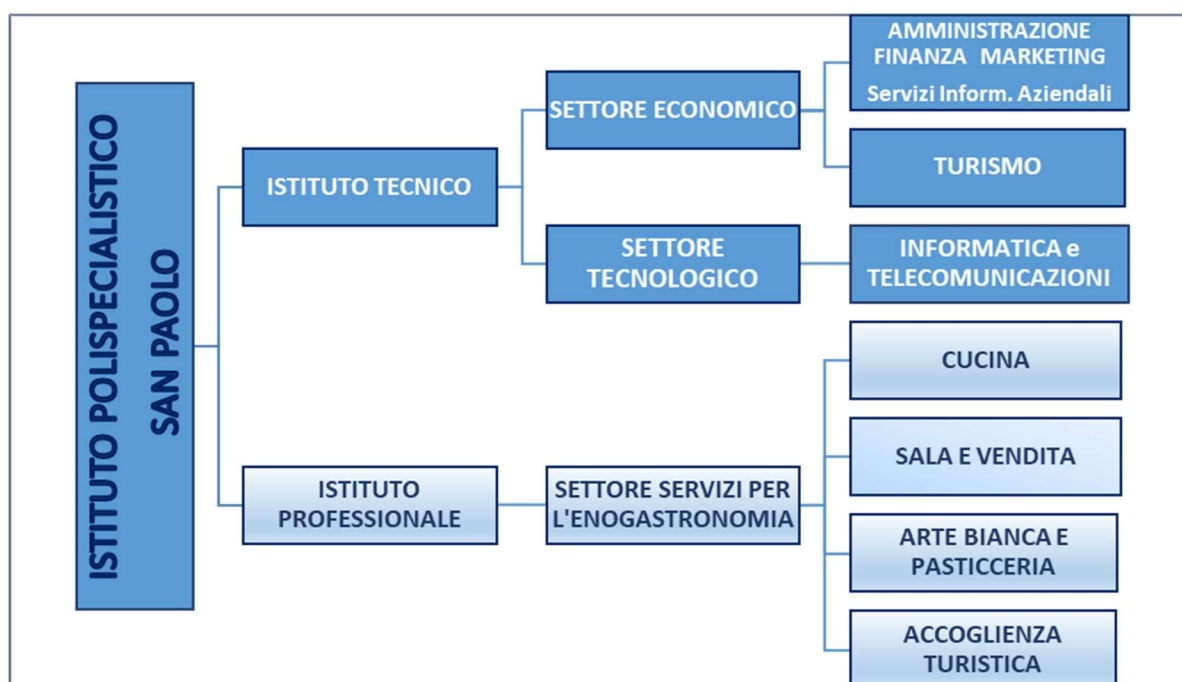 ISTITUTO POLISPECIALISTICO
SAN PAOLO
ISTITUTO TECNICO
SETTORE ECONOMICO
AMMINISTRAZIONE
FINANZA MARKETING
Servizi Inform. Aziendali
TURISMO
SETTORE
TECNOLOGICO
INFORMATICA e
TELECOMUNICAZIONI
ISTITUTO
PROFESSIONALE
SETTORE SERVIZI PER
L'ENOGASTRONOMIA
CUCINA
SALA E VENDITA
ARTE BIANCA E
PASTICCERIA
ACCOGLIENZA
TURISTICA